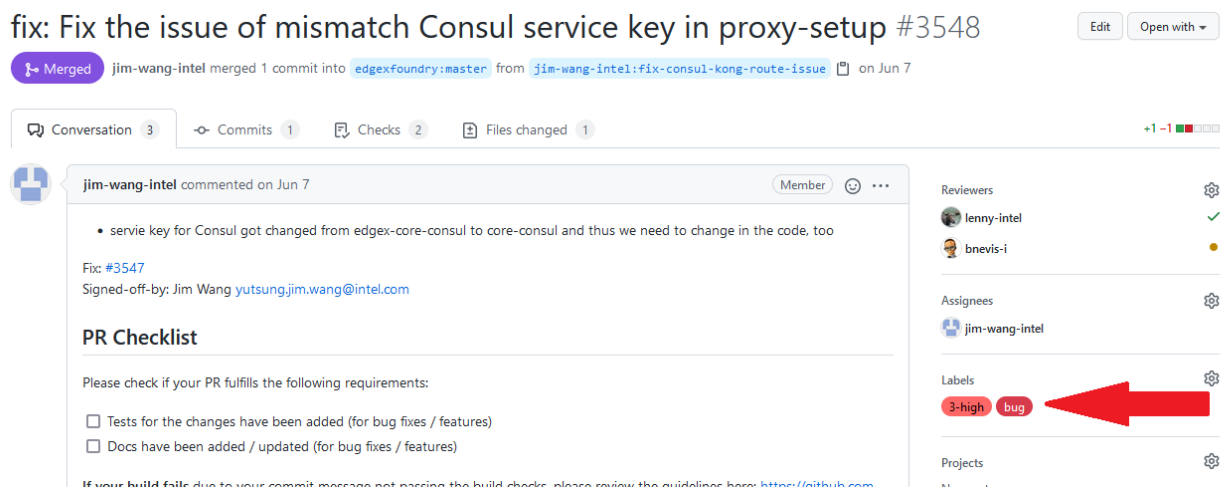 fix: Fix the issue of mismatch Consul service key in proxy-setup #3548
Edit
Open with
Merged
jim-wang-intel merged 1 commit into edgexfoundry:master from jim-wang-intel:fix-consul-kong-route-issue on Jun 7
Conversation 3
Commits 1
Checks 2
Files changed 1
+1 −1
jim-wang-intel commented on Jun 7
Member
• servie key for Consul got changed from edgex-core-consul to core-consul and thus we need to change in the code, too
Fix: #3547
Signed-off-by: Jim Wang yutsung.jim.wang@intel.com
PR Checklist
Please check if your PR fulfills the following requirements:
Tests for the changes have been added (for bug fixes / features)
Docs have been added / updated (for bug fixes / features)
If your build fails due to your commit message not passing the build checks, please review the guidelines here: https://github.com
Reviewers
lenny-intel
bnevis-i
Assignees
jim-wang-intel
Labels
3-high bug
Projects